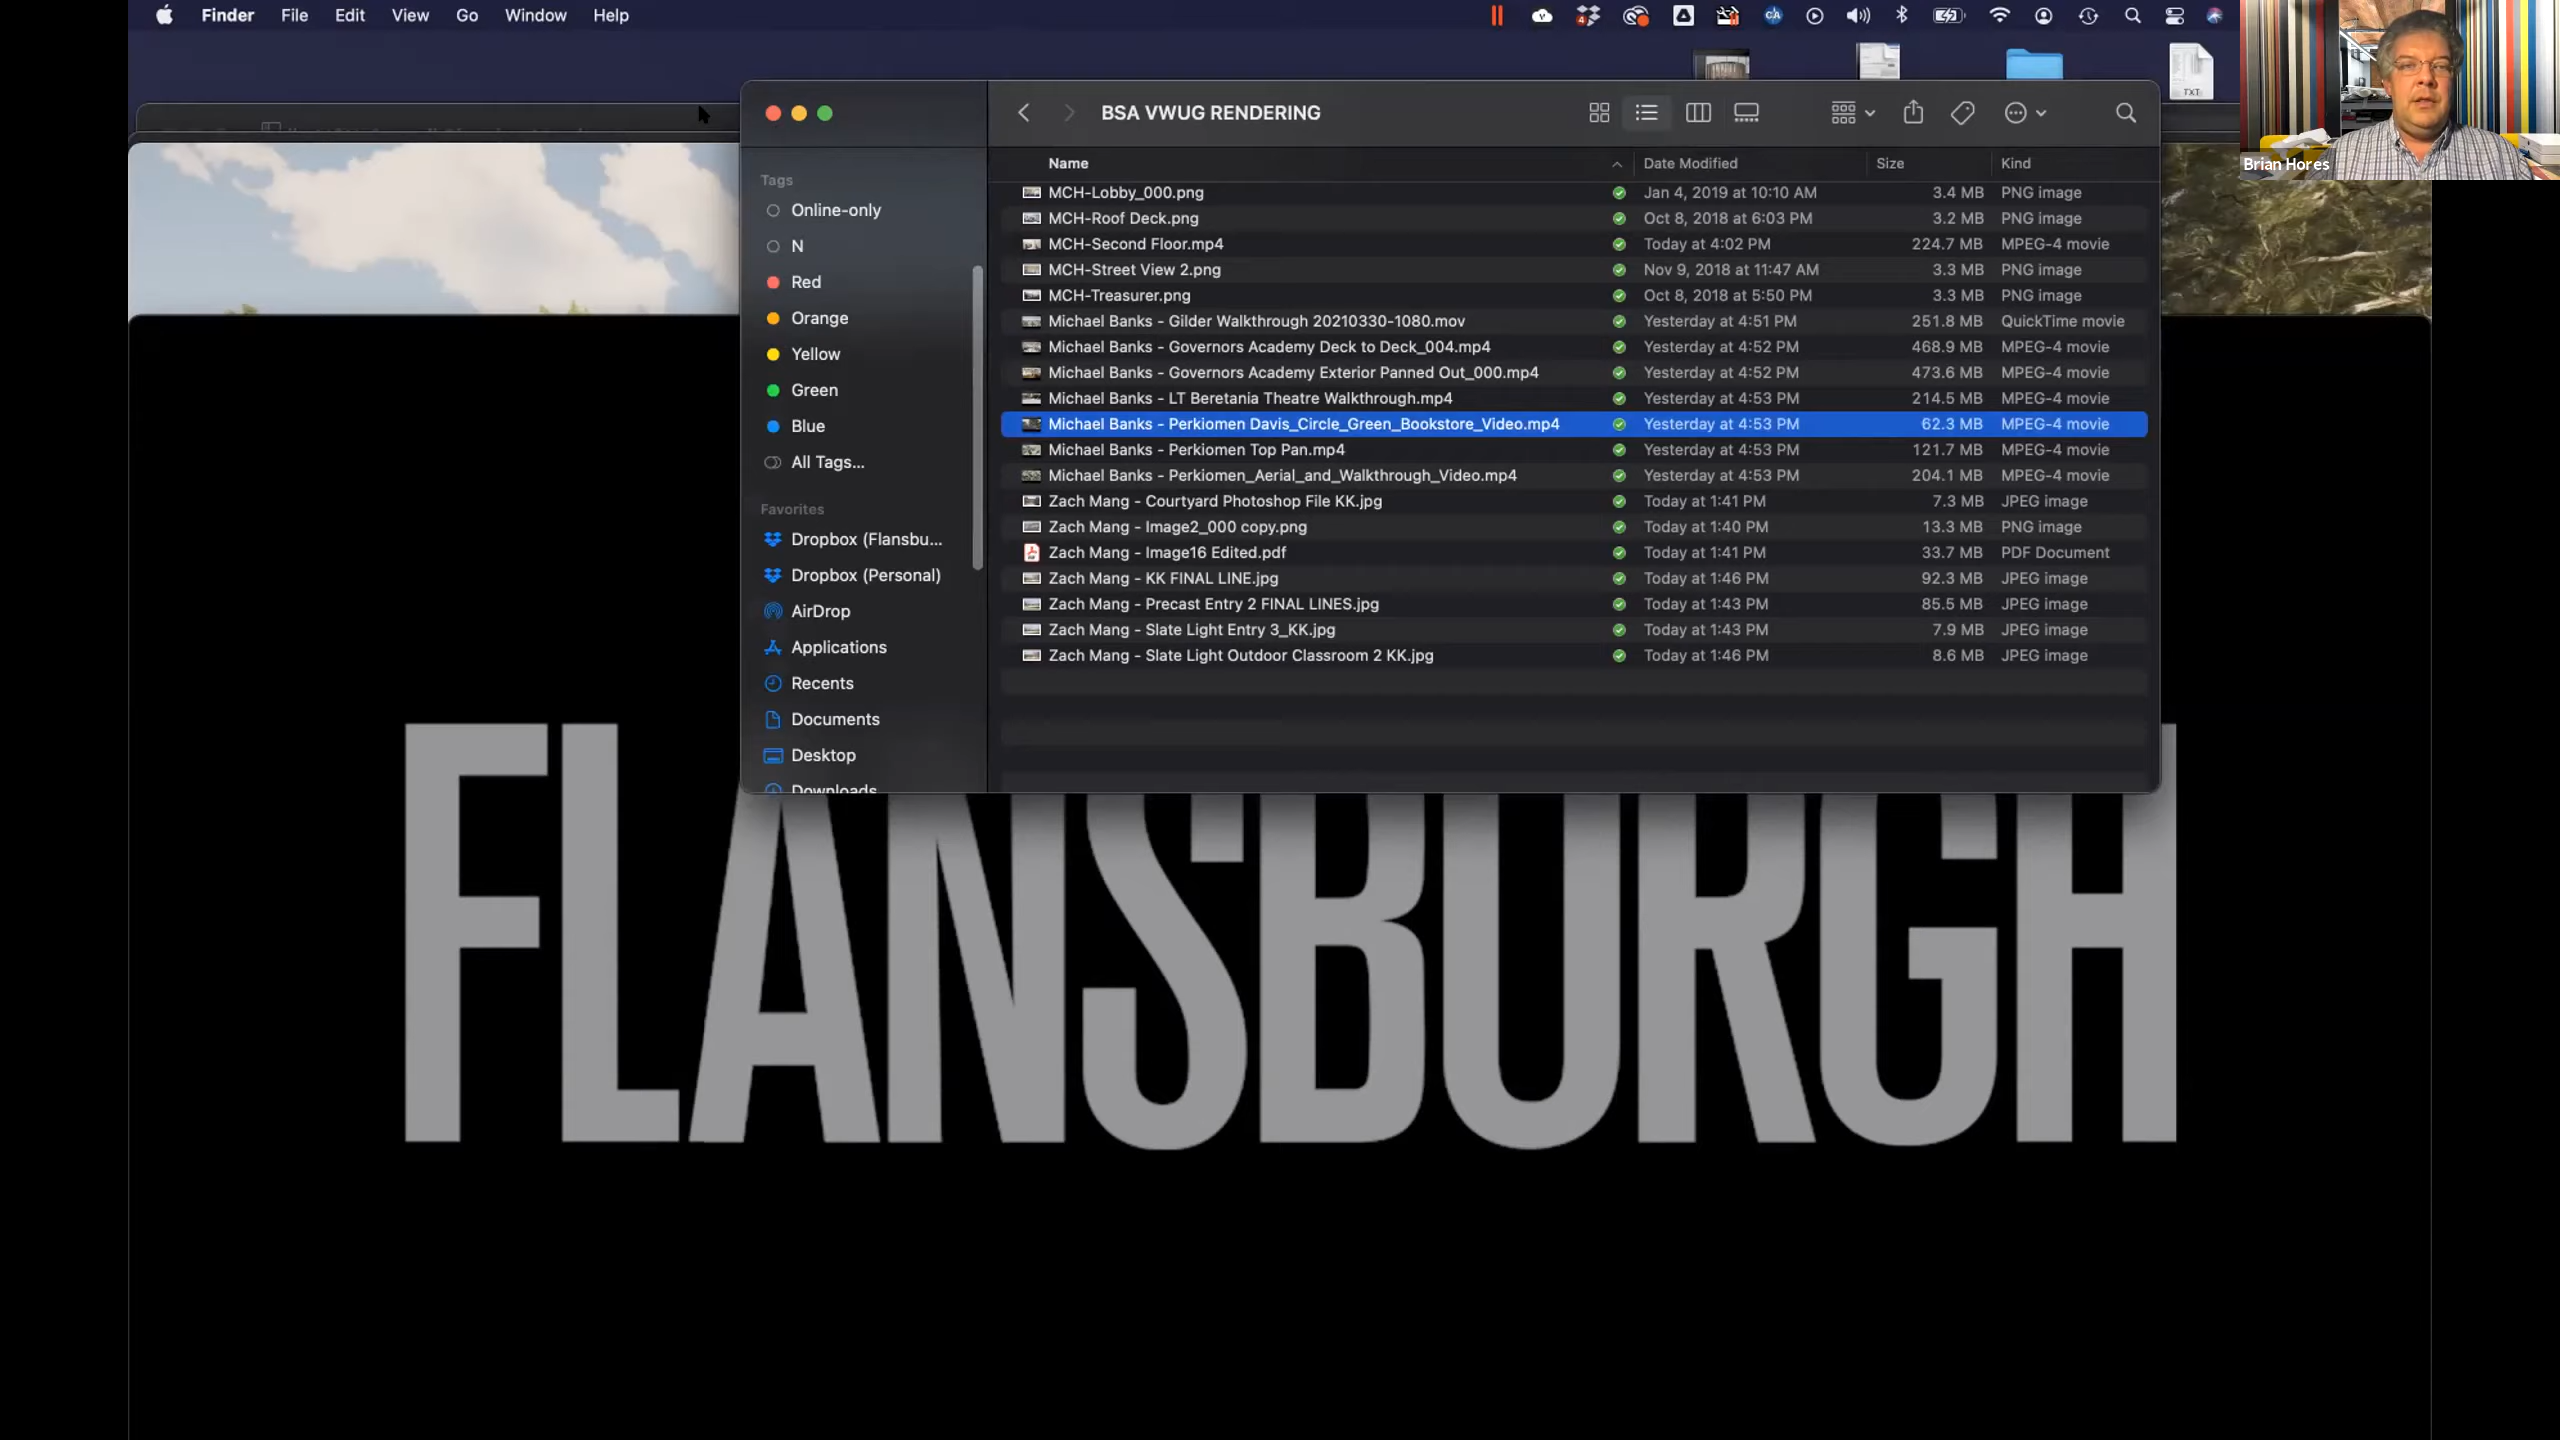 Finder File Edit View Go Window Help
TXT
Brian Hores
BSA VWUG RENDERING
Name Date Modified Size Kind
Tags
Online-only
N
Red
Orange
Yellow
Green
Blue
All Tags...
Favorites
Dropbox (Flansbu...
Dropbox (Personal)
AirDrop
Applications
Recents
Documents
Desktop
Downloads
MCH-Lobby_000.png Jan 4, 2019 at 10:10 AM 3.4 MB PNG image
MCH-Roof Deck.png Oct 8, 2018 at 6:03 PM 3.2 MB PNG image
MCH-Second Floor.mp4 Today at 4:02 PM 224.7 MB MPEG-4 movie
MCH-Street View 2.png Nov 9, 2018 at 11:47 AM 3.3 MB PNG image
MCH-Treasurer.png Oct 8, 2018 at 5:50 PM 3.3 MB PNG image
Michael Banks - Gilder Walkthrough 20210330-1080.mov Yesterday at 4:51 PM 251.8 MB QuickTime movie
Michael Banks - Governors Academy Deck to Deck_004.mp4 Yesterday at 4:52 PM 468.9 MB MPEG-4 movie
Michael Banks - Governors Academy Exterior Panned Out_000.mp4 Yesterday at 4:52 PM 473.6 MB MPEG-4 movie
Michael Banks - LT Beretania Theatre Walkthrough.mp4 Yesterday at 4:53 PM 214.5 MB MPEG-4 movie
Michael Banks - Perkiomen Davis_Circle_Green_Bookstore_Video.mp4 Yesterday at 4:53 PM 62.3 MB MPEG-4 movie
Michael Banks - Perkiomen Top Pan.mp4 Yesterday at 4:53 PM 121.7 MB MPEG-4 movie
Michael Banks - Perkiomen_Aerial_and_Walkthrough_Video.mp4 Yesterday at 4:53 PM 204.1 MB MPEG-4 movie
Zach Mang - Courtyard Photoshop File KK.jpg Today at 1:41 PM 7.3 MB JPEG image
Zach Mang - Image2_000 copy.png Today at 1:40 PM 13.3 MB PNG image
Zach Mang - Image16 Edited.pdf Today at 1:41 PM 33.7 MB PDF Document
Zach Mang - KK FINAL LINE.jpg Today at 1:46 PM 92.3 MB JPEG image
Zach Mang - Precast Entry 2 FINAL LINES.jpg Today at 1:43 PM 85.5 MB JPEG image
Zach Mang - Slate Light Entry 3_KK.jpg Today at 1:43 PM 7.9 MB JPEG image
Zach Mang - Slate Light Outdoor Classroom 2 KK.jpg Today at 1:46 PM 8.6 MB JPEG image
FLANSBURGH